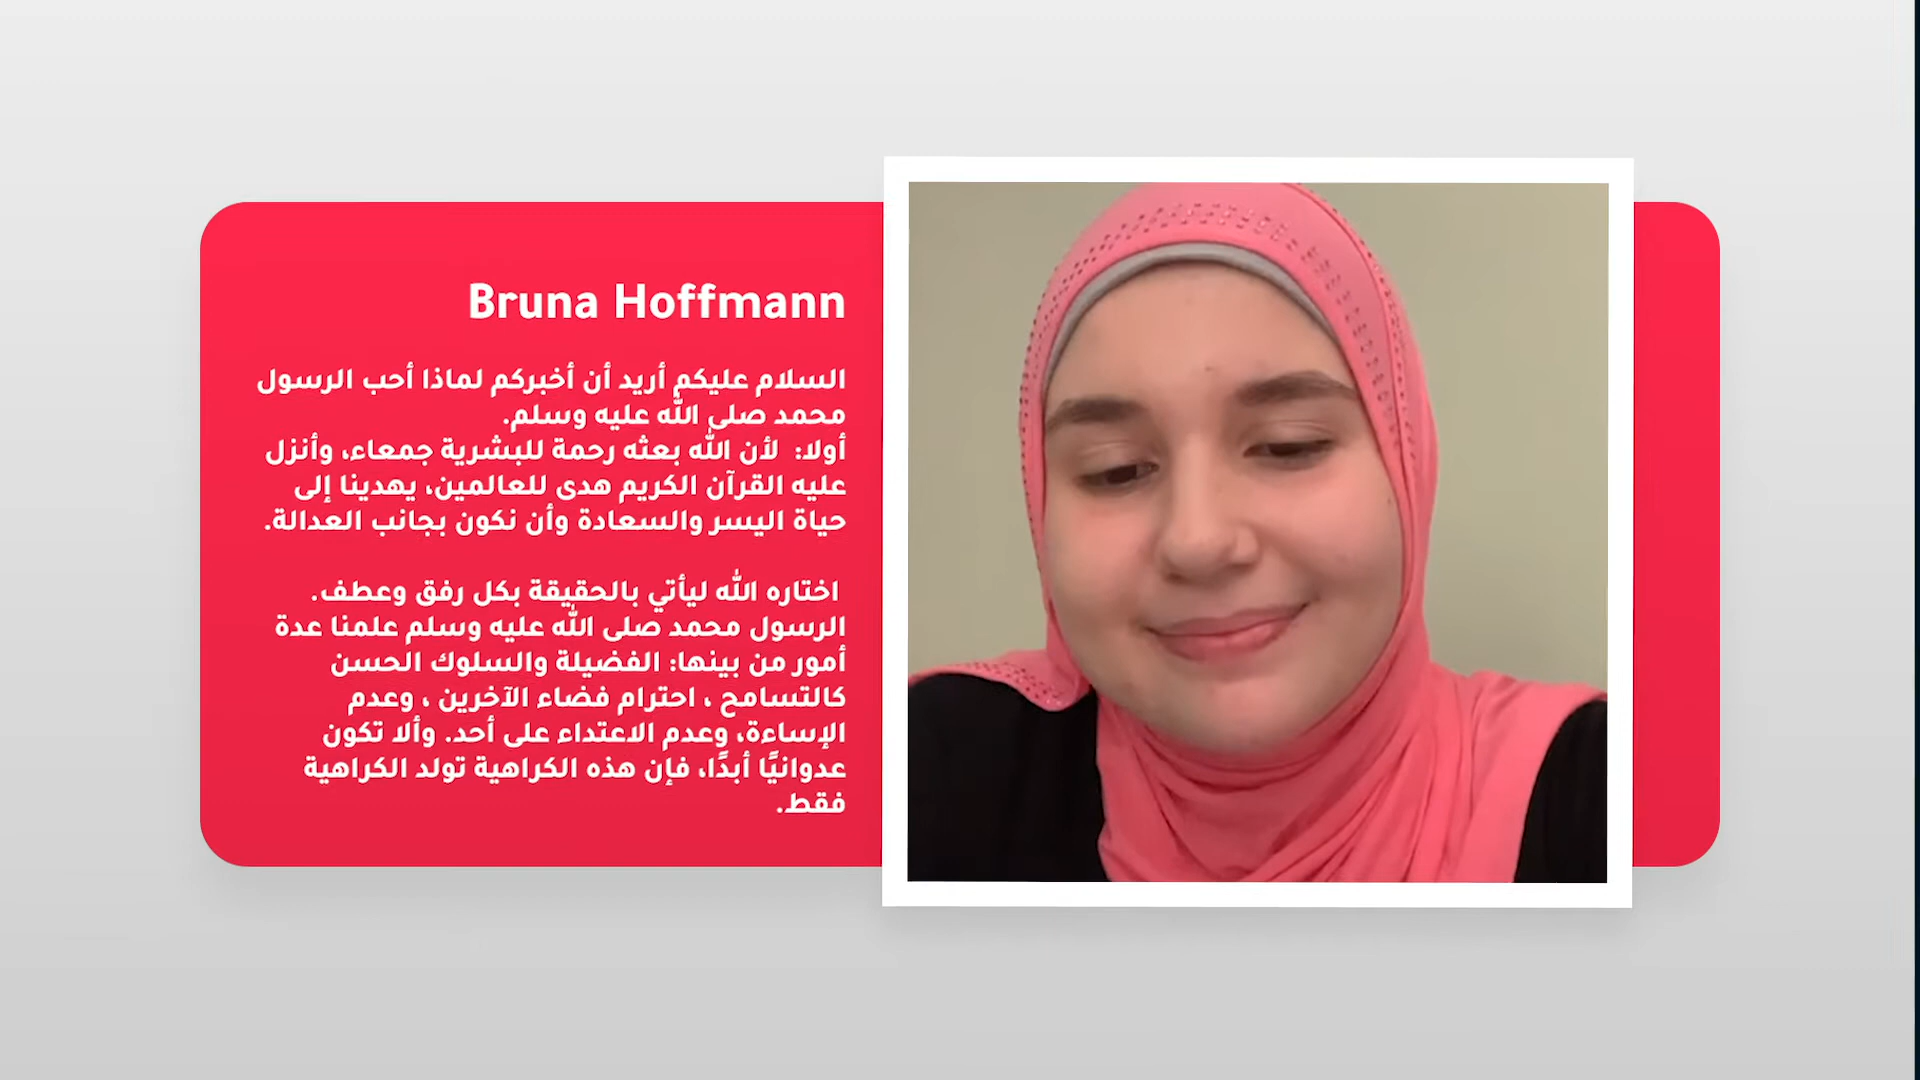 Bruna Hoffmann
السلام عليكم أريد أن أخبركم لماذا أحب الرسول
محمد صلى الله عليه وسلم.
أولا: لأن الله بعثه رحمة للبشرية جمعاء، وأنزل
عليه القرآن الكريم هدى للعالمين، يهدينا إلى
حياة اليسر والسعادة وأن نكون بجانب العدالة.
اختاره الله ليأتي بالحقيقة بكل رفق وعطف.
الرسول محمد صلى الله عليه وسلم علمنا عدة
أمور من بينها: الفضيلة والسلوك الحسن
كالتسامح ، احترام فضاء الآخرين ، وعدم
الإساءة، وعدم الاعتداء على أحد. وألا تكون
عدوانيًا أبدًا، فإن هذه الكراهية تولد الكراهية
فقط.